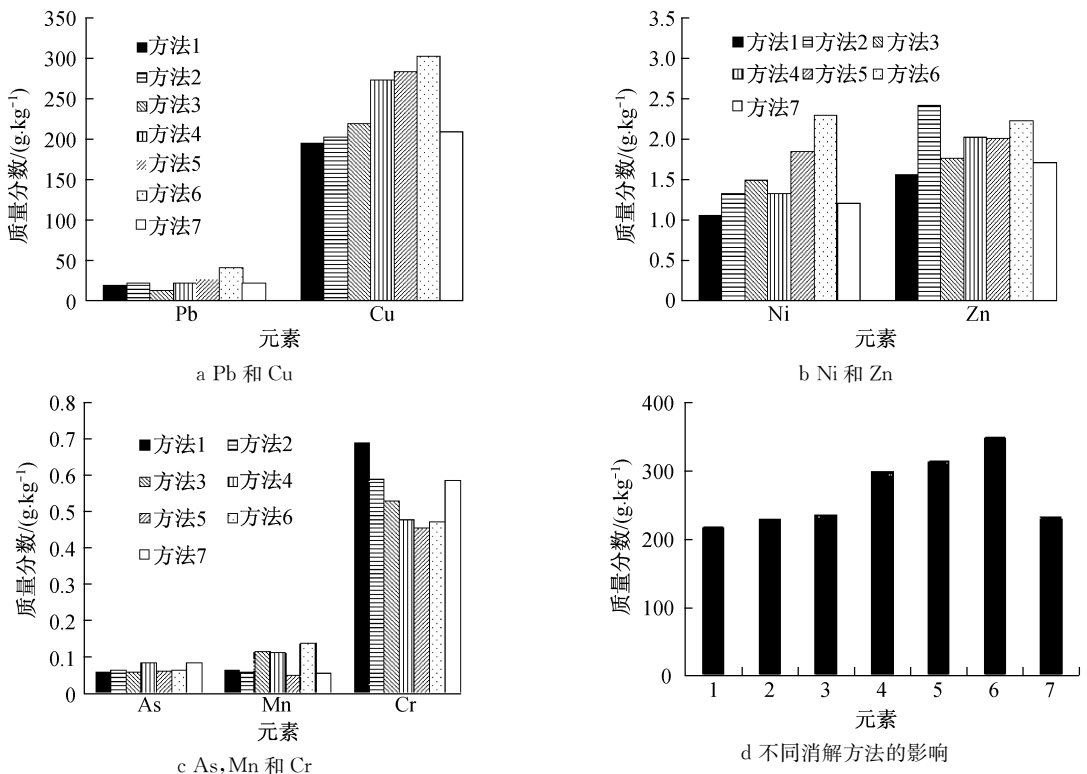 350
300
250
200
150
100
50
0
质量分数/(g·kg⁻¹)
方法1
方法2
方法3
方法4
方法5
方法6
方法7
Pb Cu
元素
a Pb 和 Cu
3.5
3.0
2.5
2.0
1.5
1.0
0.5
0
质量分数/(g·kg⁻¹)
方法1 方法2 方法3
方法4 方法5 方法6
方法7
Ni Zn
元素
b Ni 和 Zn
0.8
0.7
0.6
0.5
0.4
0.3
0.2
0.1
0
质量分数/(g·kg⁻¹)
方法1 方法2
方法3 方法4
方法5 方法6
方法7
As Mn Cr
元素
c As,Mn 和 Cr
400
300
200
100
0
质量分数/(g·kg⁻¹)
1 2 3 4 5 6 7
元素
d 不同消解方法的影响